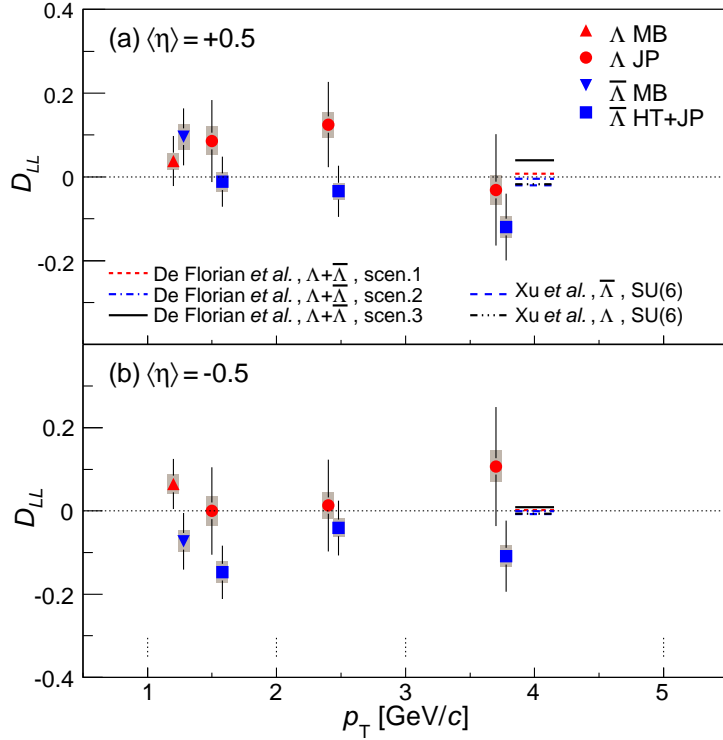 (a) ⟨η⟩ = +0.5
Λ MB
Λ JP
Λ̅ MB
Λ̅ HT+JP
0.4
0.2
0
-0.2
D_LL
De Florian et al. , Λ+Λ̅ , scen.1
De Florian et al. , Λ+Λ̅ , scen.2
De Florian et al. , Λ+Λ̅ , scen.3
Xu et al. , Λ̅ , SU(6)
Xu et al. , Λ , SU(6)
(b) ⟨η⟩ = -0.5
0.2
0
-0.2
-0.4
D_LL
1 2 3 4 5
p_T [GeV/c]